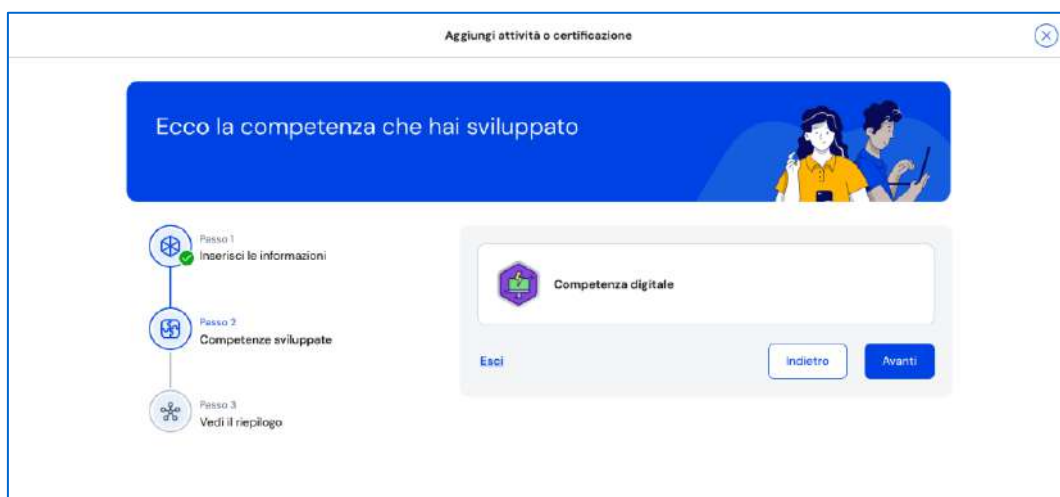 Aggiungi attività o certificazione
Ecco la competenza che hai sviluppato
Passo 1
Inserisci le informazioni
Passo 2
Competenze sviluppate
Passo 3
Vedi il riepilogo
Competenza digitale
Esci
Indietro
Avanti